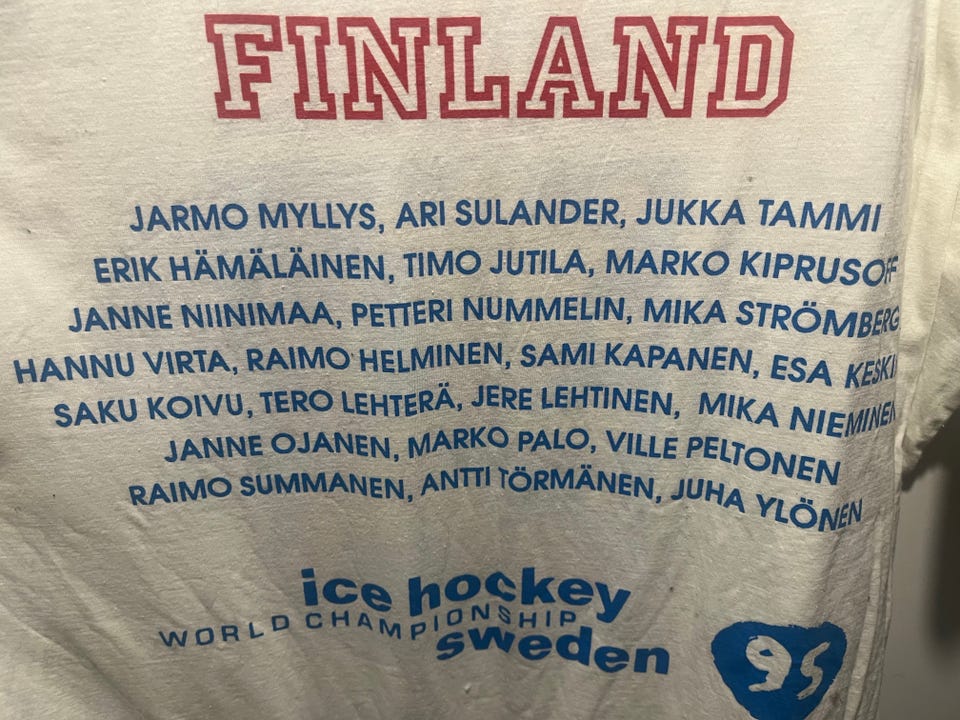 FINLAND
JARMO MYLLYS, ARI SULANDER, JUKKA TAMMI
ERIK HÄMÄLÄINEN, TIMO JUTILA, MARKO KIPRUSOFF
JANNE NIINIMAA, PETTERI NUMMELIN, MIKA STRÖMBERG
HANNU VIRTA, RAIMO HELMINEN, SAMI KAPANEN, ESA KESKI
SAKU KOIVU, TERO LEHTERÄ, JERE LEHTINEN, MIKA NIEMINEN
JANNE OJANEN, MARKO PALO, VILLE PELTONEN
RAIMO SUMMANEN, ANTTI TÖRMÄNEN, JUHA YLÖNEN
ice hockey
WORLD CHAMPIONSHIP
sweden
95